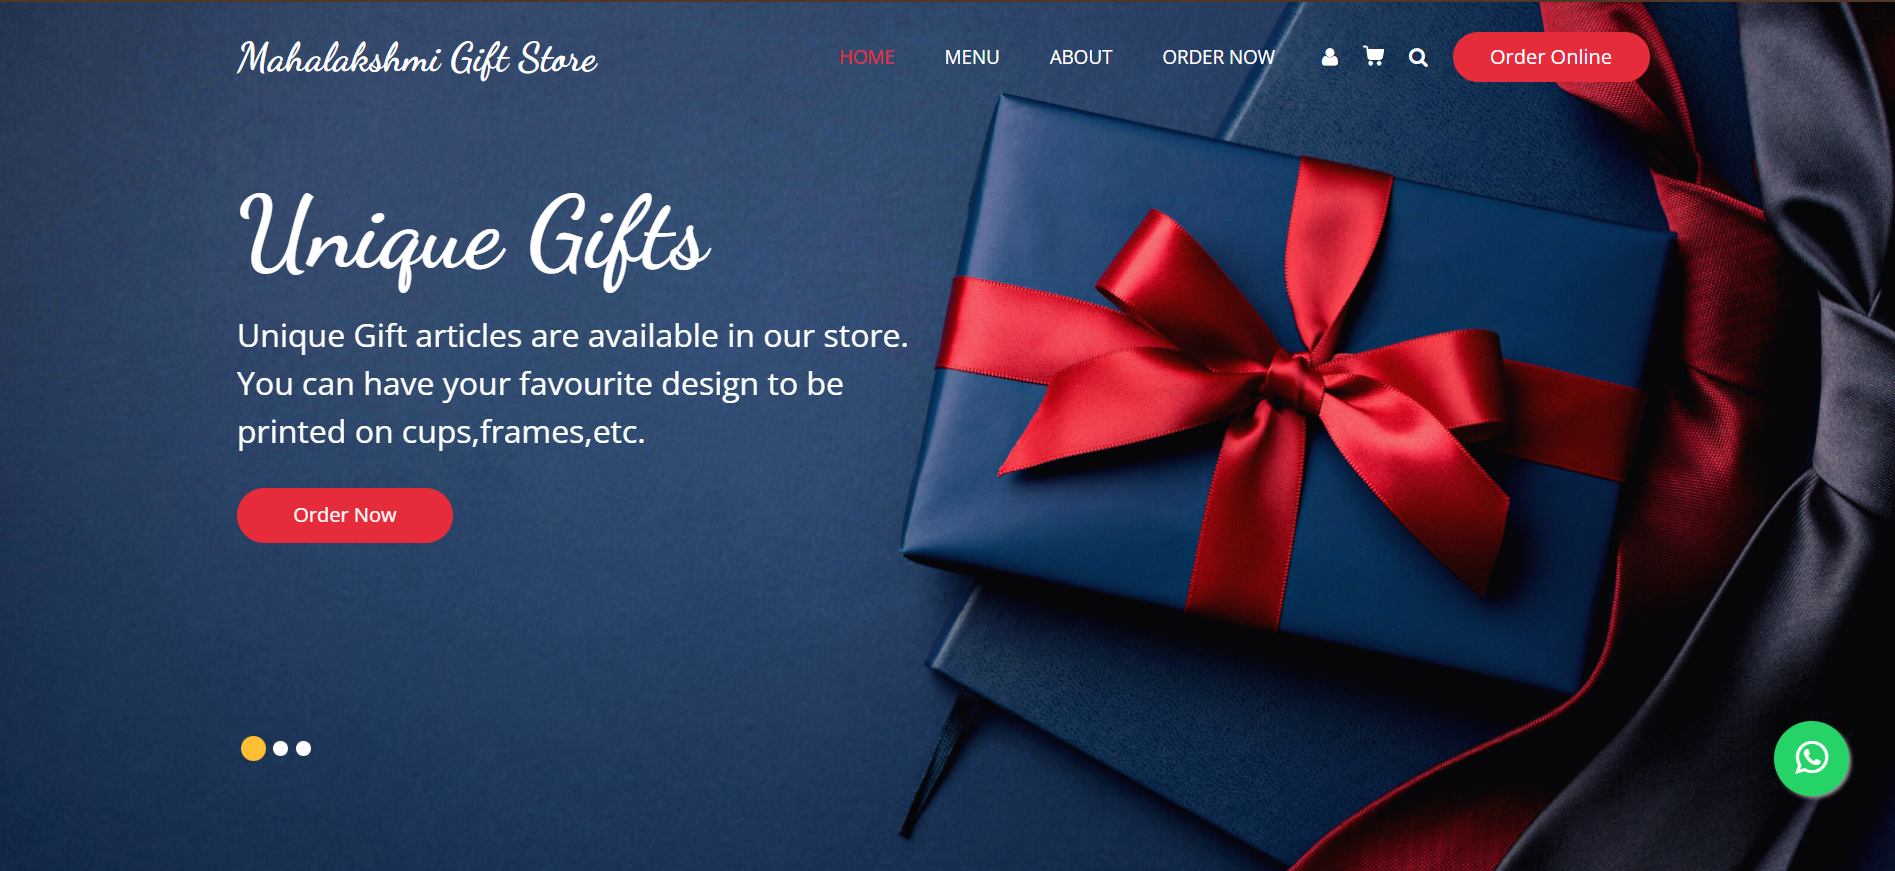 Mahalakshmi Gift Store
HOME MENU ABOUT ORDER NOW Order Online
Unique Gifts
Unique Gift articles are available in our store.
You can have your favourite design to be
printed on cups,frames,etc.
Order Now